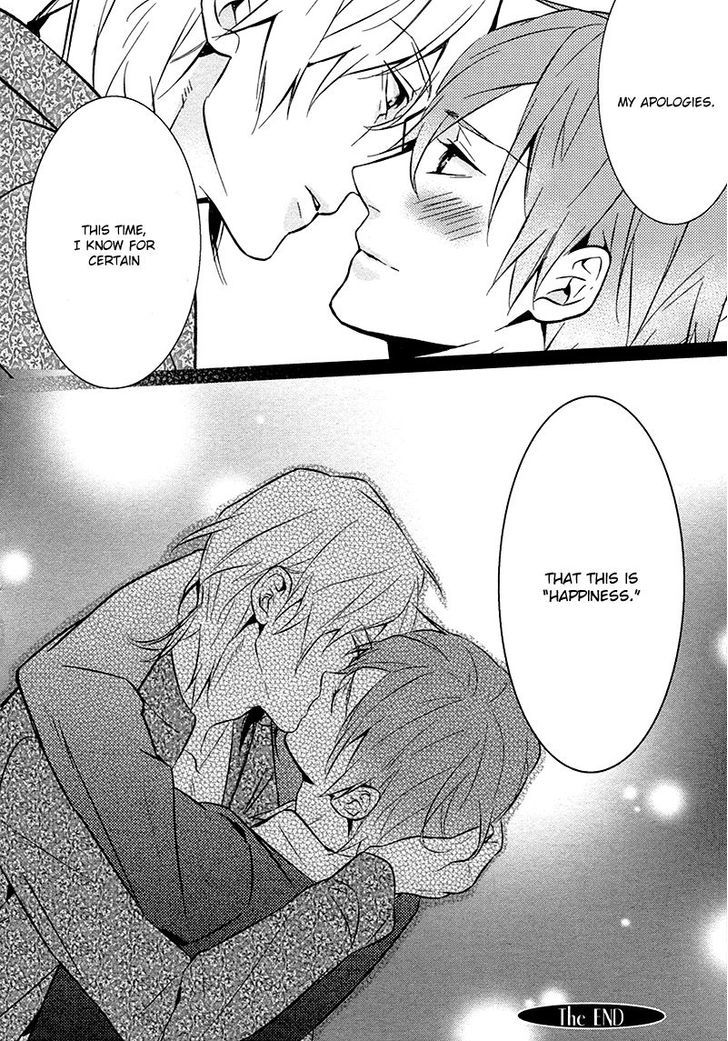 MY APOLOGIES.
THIS TIME,
I KNOW FOR
CERTAIN
THAT THIS IS
"HAPPINESS."
The END